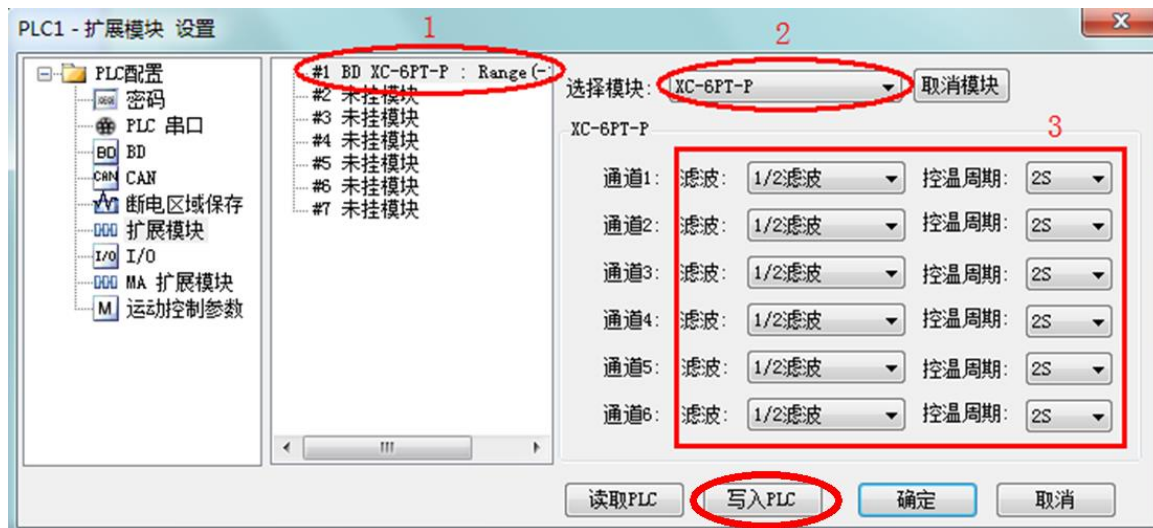 PLC1 - 扩展模块 设置
1
2
PLC配置
密码
PLC 串口
BD BD
CAN CAN
断电区域保存
扩展模块
I/O I/O
MA 扩展模块
M 运动控制参数
#1 BD XC-6PT-P : Range(-
#2 未挂模块
#3 未挂模块
#4 未挂模块
#5 未挂模块
#6 未挂模块
#7 未挂模块
选择模块: XC-6PT-P 取消模块
XC-6PT-P
3
通道1: 滤波: 1/2滤波 控温周期: 2S
通道2: 滤波: 1/2滤波 控温周期: 2S
通道3: 滤波: 1/2滤波 控温周期: 2S
通道4: 滤波: 1/2滤波 控温周期: 2S
通道5: 滤波: 1/2滤波 控温周期: 2S
通道6: 滤波: 1/2滤波 控温周期: 2S
读取PLC 写入PLC 确定 取消